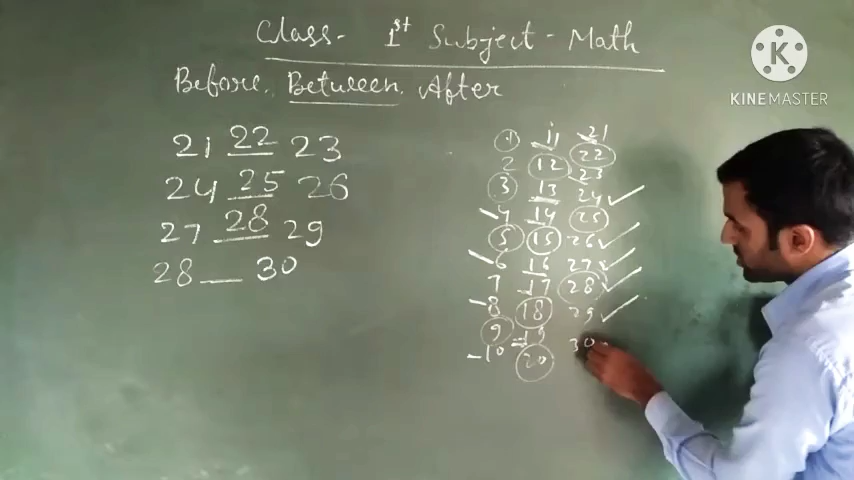 Class- 1st Subject - Math
Before, Between, After
21 22 23
24 25 26
27 28 29
28 __ 30
1 11 21
2 12 22
3 13 23
4 14 24
5 15 25
6 16 26
7 17 27
8 18 28
9 19 29
10 20 30
K
KINEMASTER